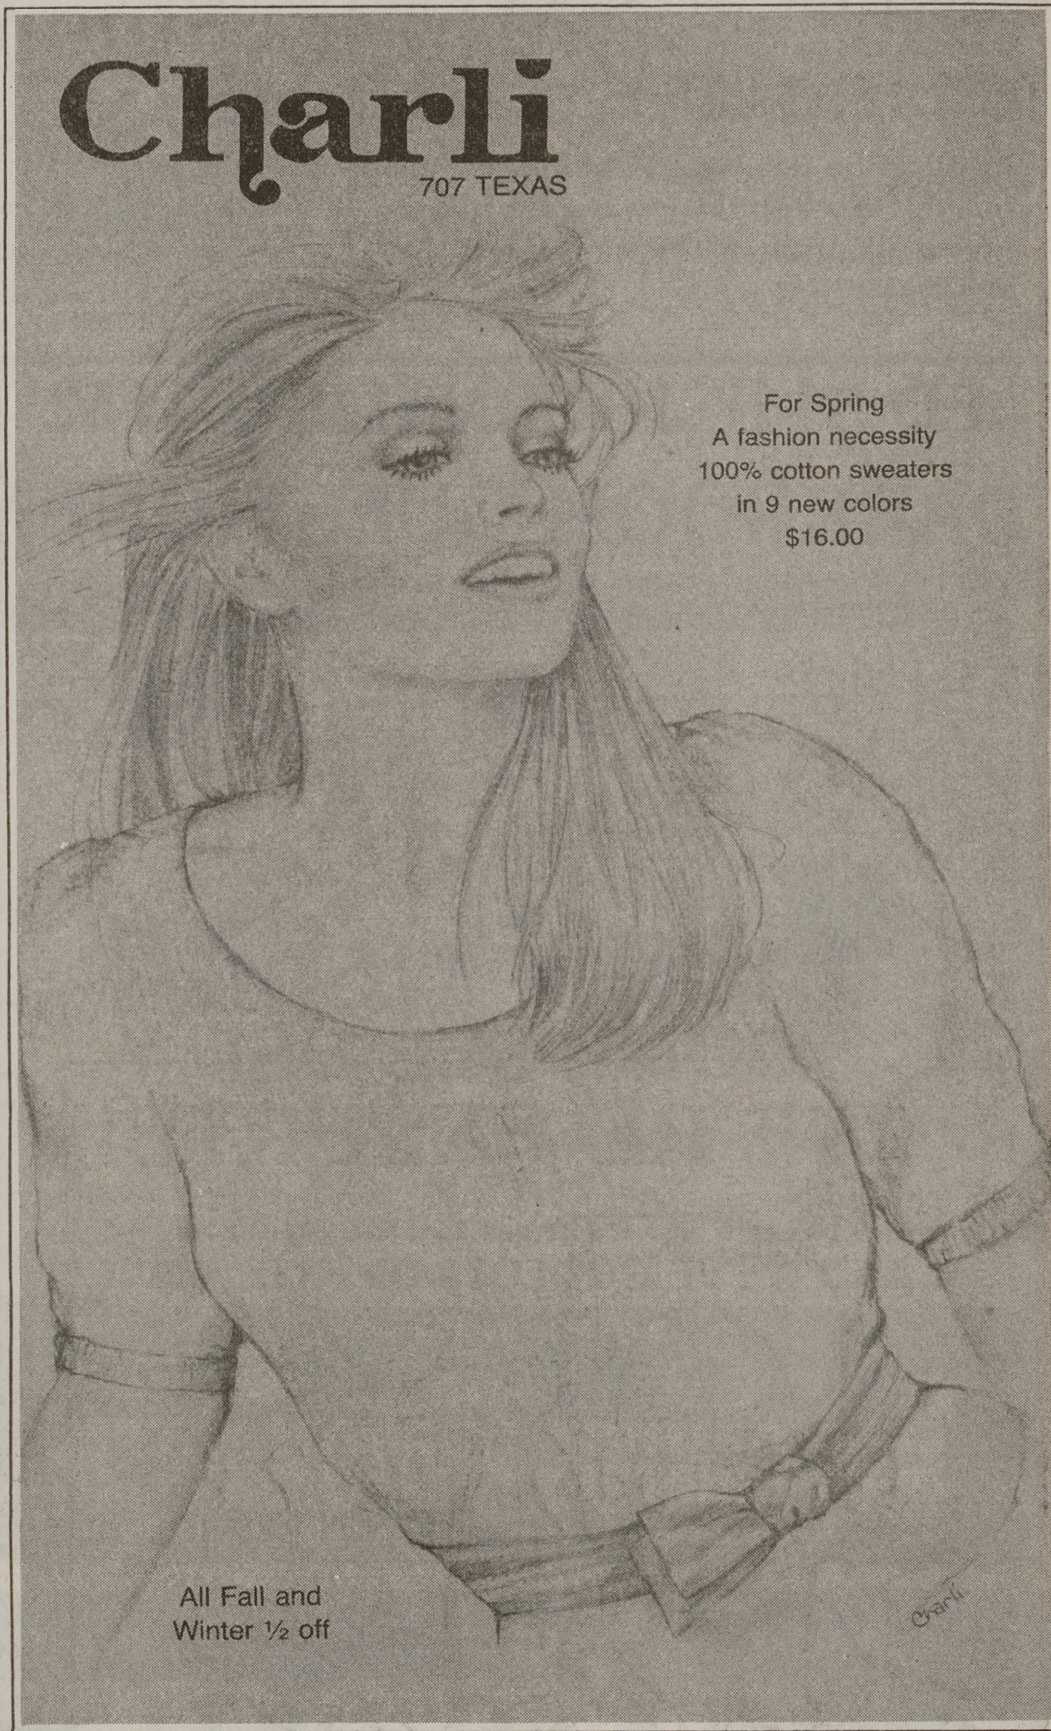 Charli
707 TEXAS
For Spring
A fashion necessity
100% cotton sweaters
in 9 new colors
$16.00
All Fall and
Winter ½ off
Charli